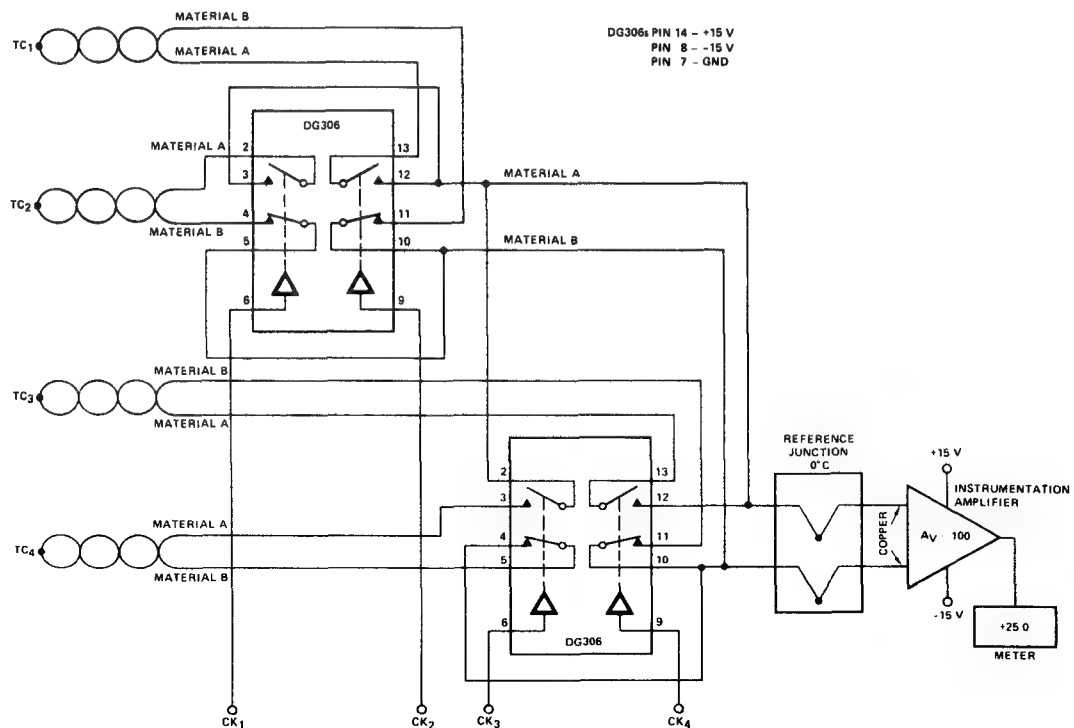 MATERIAL B
TC1
MATERIAL A
DG306s PIN 14 – +15 V
PIN 8 – -15 V
PIN 7 – GND
DG306
MATERIAL A
2
13
3
12
MATERIAL A
TC2
4
11
MATERIAL B
5
10
MATERIAL B
6
9
MATERIAL B
TC3
MATERIAL A
REFERENCE
JUNCTION
0°C
+15 V
2
13
INSTRUMENTATION
AMPLIFIER
3
12
MATERIAL A
COPPER
AV 100
4
11
TC4
5
10
MATERIAL B
-15V
6
9
+25 0
DG306
METER
CK1
CK2
CK3
CK4